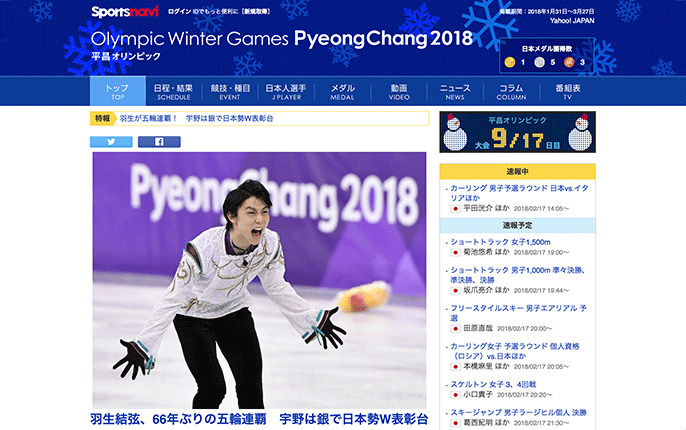 Sportsnavi
ログイン IDでもっと便利に [新規取得]
掲載期間：2018年1月31日〜3月27日
Yahoo! JAPAN
Olympic Winter Games PyeongChang 2018
平昌オリンピック
日本メダル獲得数
1 5 3
トップ 日程・結果 競技・種目 日本人選手 メダル 動画 ニュース コラム 番組表
TOP SCHEDULE EVENT J PLAYER MEDAL VIDEO NEWS COLUMN TV
特報 羽生が五輪連覇！ 宇野は銀で日本勢W表彰台
平昌オリンピック
大会 9/17 日目
PyeongChang 2018
羽生結弦、66年ぶりの五輪連覇 宇野は銀で日本勢W表彰台
速報中
カーリング 男子予選ラウンド 日本vs.イタ
リアほか
平田洸介 ほか 2018/02/17 14:05〜
速報予定
ショートトラック 女子1,500m
菊池悠希 ほか 2018/02/17 19:00〜
ショートトラック 男子1,000m 準々決勝、
準決勝、決勝
坂爪亮介 ほか 2018/02/17 19:44〜
フリースタイルスキー 男子エアリアル 予
選
田原直哉 2018/02/17 20:00〜
カーリング女子 予選ラウンド 個人資格
（ロシア）vs.日本ほか
本橋麻里 ほか 2018/02/17 20:05〜
スケルトン 女子 3、4回戦
小口貴子 2018/02/17 20:20〜
スキージャンプ 男子ラージヒル個人 決勝
葛西紀明 ほか 2018/02/17 21:30〜